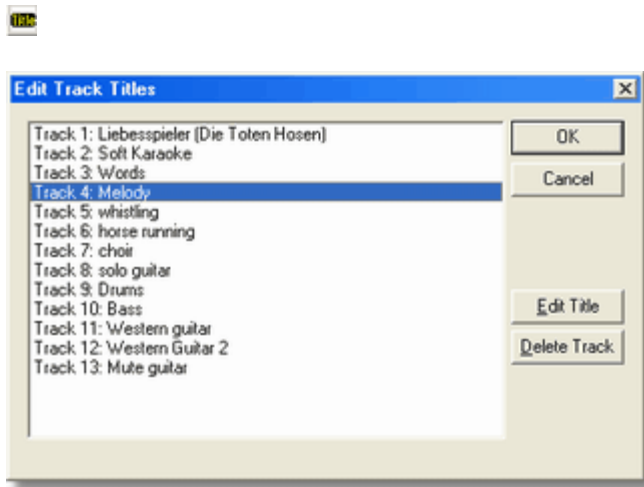 Title
Edit Track Titles
Track 1: Liebesspieler (Die Toten Hosen)
Track 2: Soft Karaoke
Track 3: Words
Track 4: Melody
Track 5: whistling
Track 6: horse running
Track 7: choir
Track 8: solo guitar
Track 9: Drums
Track 10: Bass
Track 11: Western guitar
Track 12: Western Guitar 2
Track 13: Mute guitar
OK
Cancel
Edit Title
Delete Track